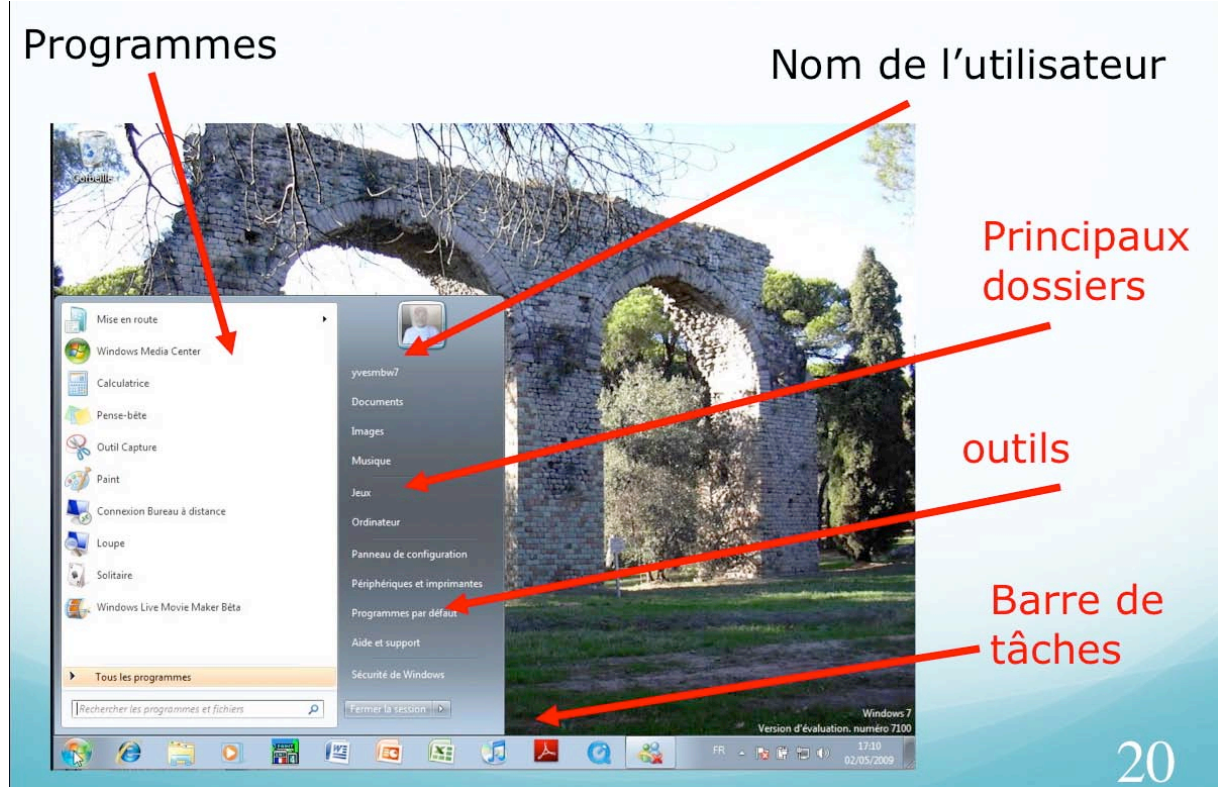 Programmes
Nom de l’utilisateur
Corbeille
Principaux
dossiers
outils
Barre de
tâches
Mise en route
Windows Media Center
Calculatrice
Pense-bête
Outil Capture
Paint
Connexion Bureau à distance
Loupe
Solitaire
Windows Live Movie Maker Bêta
Tous les programmes
Rechercher les programmes et fichiers
yvesmbw7
Documents
Images
Musique
Jeux
Ordinateur
Panneau de configuration
Périphériques et imprimantes
Programmes par défaut
Aide et support
Sécurité de Windows
Fermer la session
Windows 7
Version d'évaluation. numéro 7100
FR
17:10
02/05/2009
20